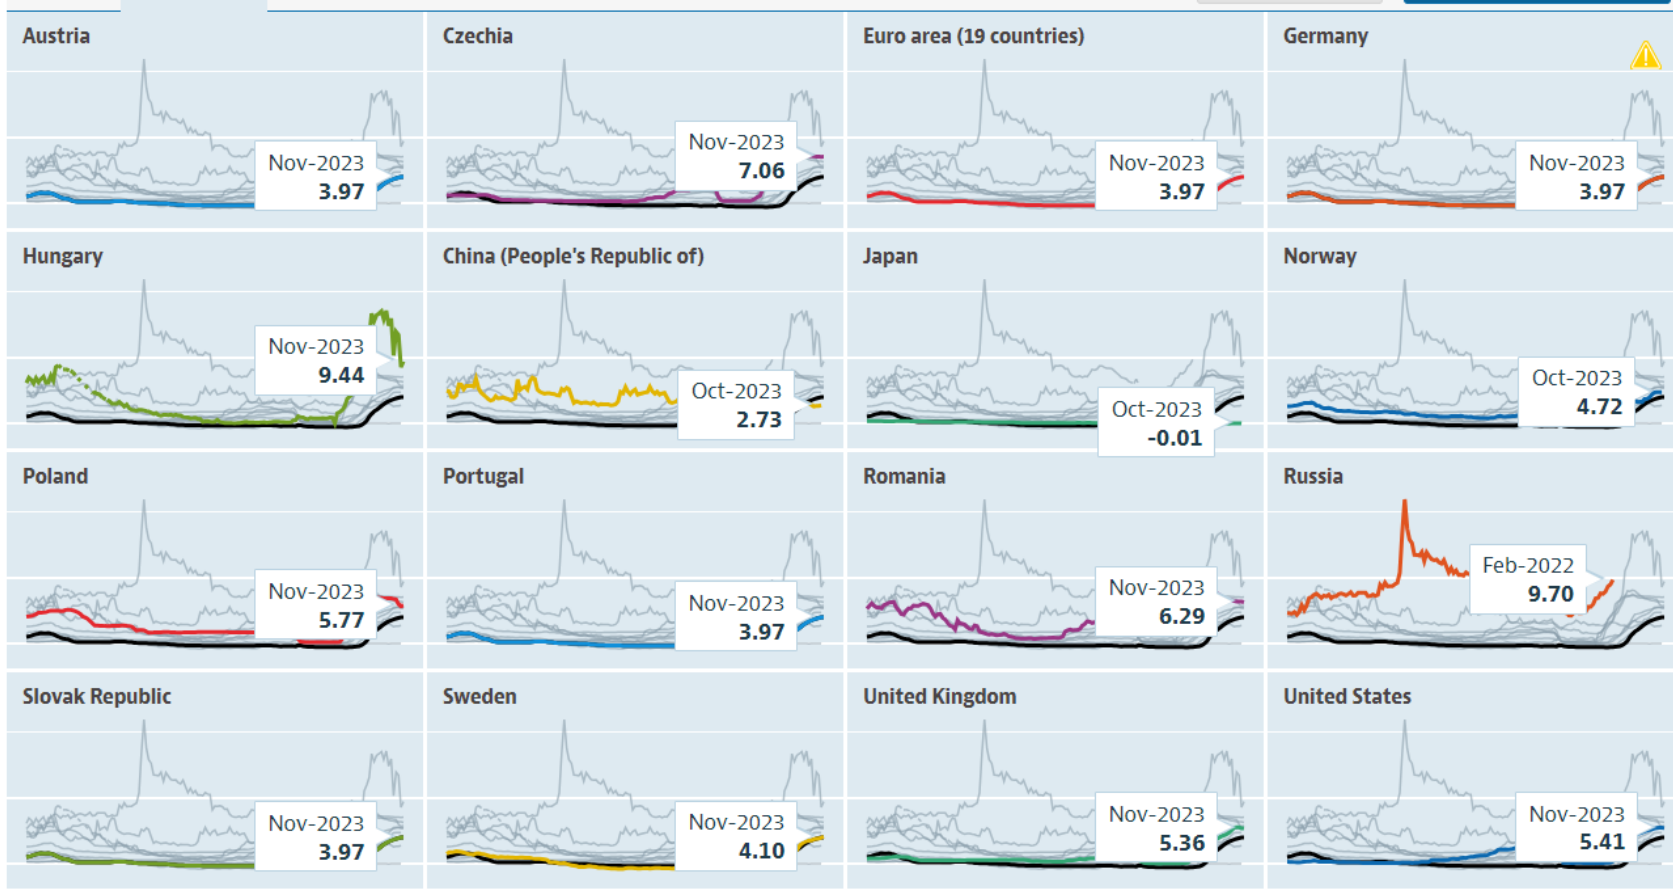 Austria
Nov-2023
3.97
Czechia
Nov-2023
7.06
Euro area (19 countries)
Nov-2023
3.97
Germany
Nov-2023
3.97
Hungary
Nov-2023
9.44
China (People's Republic of)
Oct-2023
2.73
Japan
Oct-2023
-0.01
Norway
Oct-2023
4.72
Poland
Nov-2023
5.77
Portugal
Nov-2023
3.97
Romania
Nov-2023
6.29
Russia
Feb-2022
9.70
Slovak Republic
Nov-2023
3.97
Sweden
Nov-2023
4.10
United Kingdom
Nov-2023
5.36
United States
Nov-2023
5.41